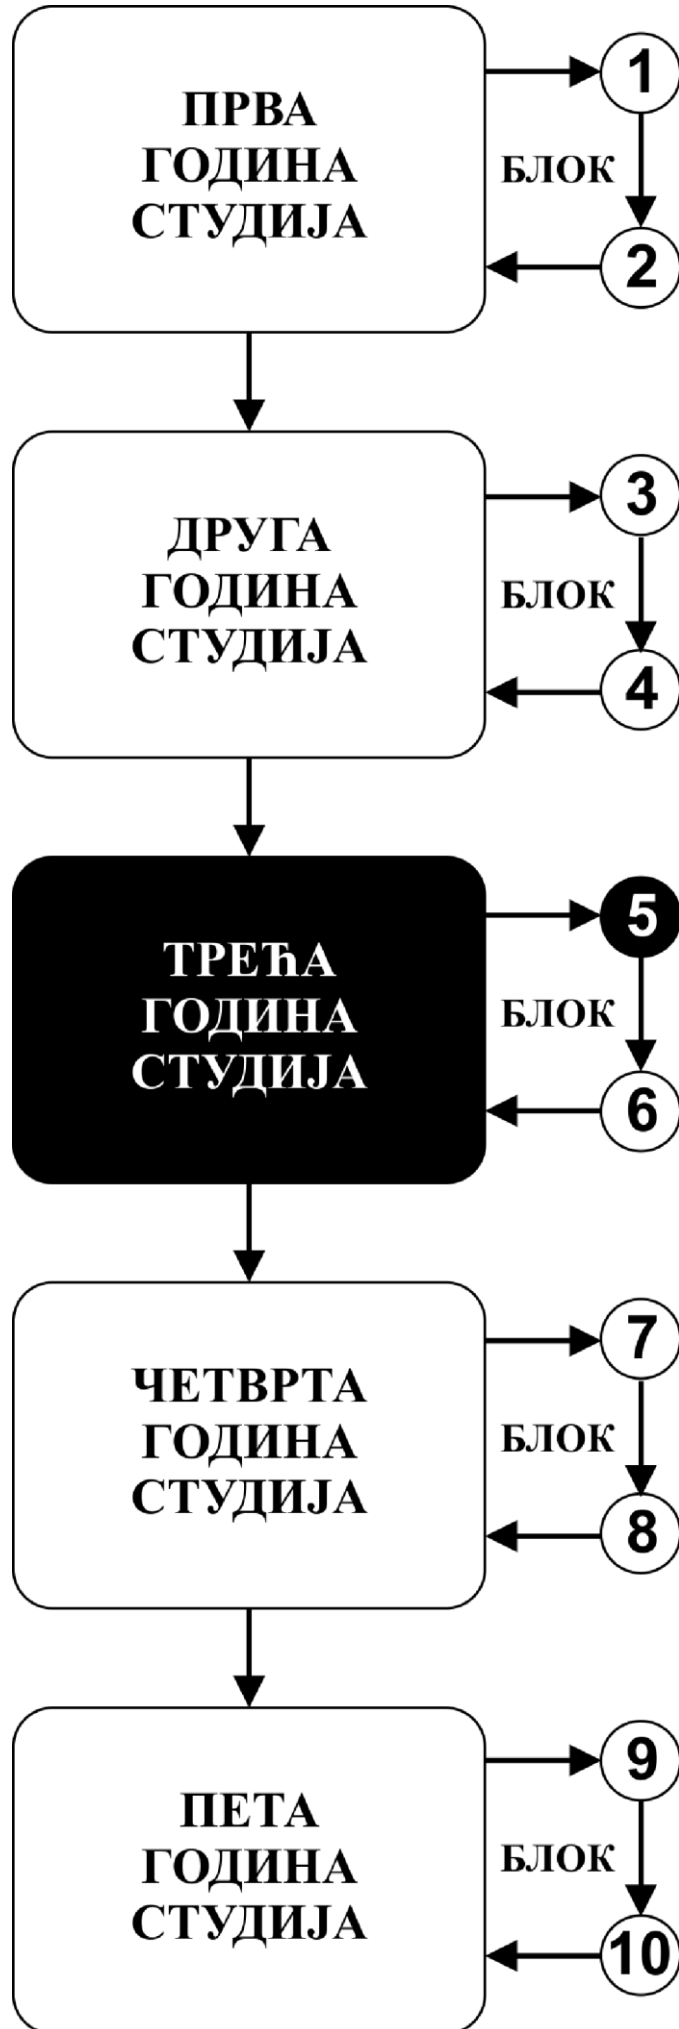 ПРВА
ГОДИНА
СТУДИЈА
1
БЛОК
2
ДРУГА
ГОДИНА
СТУДИЈА
3
БЛОК
4
ТРЕЋА
ГОДИНА
СТУДИЈА
5
БЛОК
6
ЧЕТВРТА
ГОДИНА
СТУДИЈА
7
БЛОК
8
ПЕТА
ГОДИНА
СТУДИЈА
9
БЛОК
10